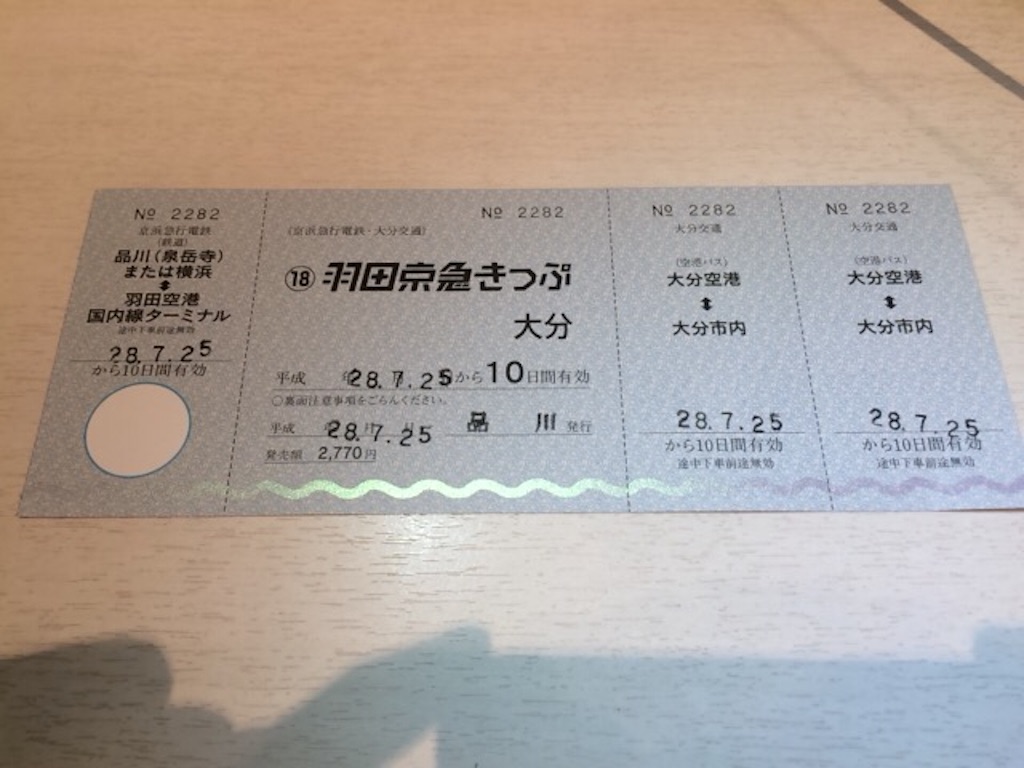 № 2282
京浜急行電鉄
(鉄道)
品川(泉岳寺)
または横浜
⬍
羽田空港
国内線ターミナル
途中下車前途無効
28.7.25
から10日間有効
№ 2282
(京浜急行電鉄・大分交通)
⑱羽田京急きっぷ
大分
平成 年 月 28.7.25から10日間有効
○裏面注意事項をごらんください。
平成 年 月 28.7.25 品川 発行
発売額 2,770円
№ 2282
大分交通
(空港バス)
大分空港
⬍
大分市内
28.7.25
から10日間有効
途中下車前途無効
№ 2282
大分交通
(空港バス)
大分空港
⬍
大分市内
28.7.25
から10日間有効
途中下車前途無効